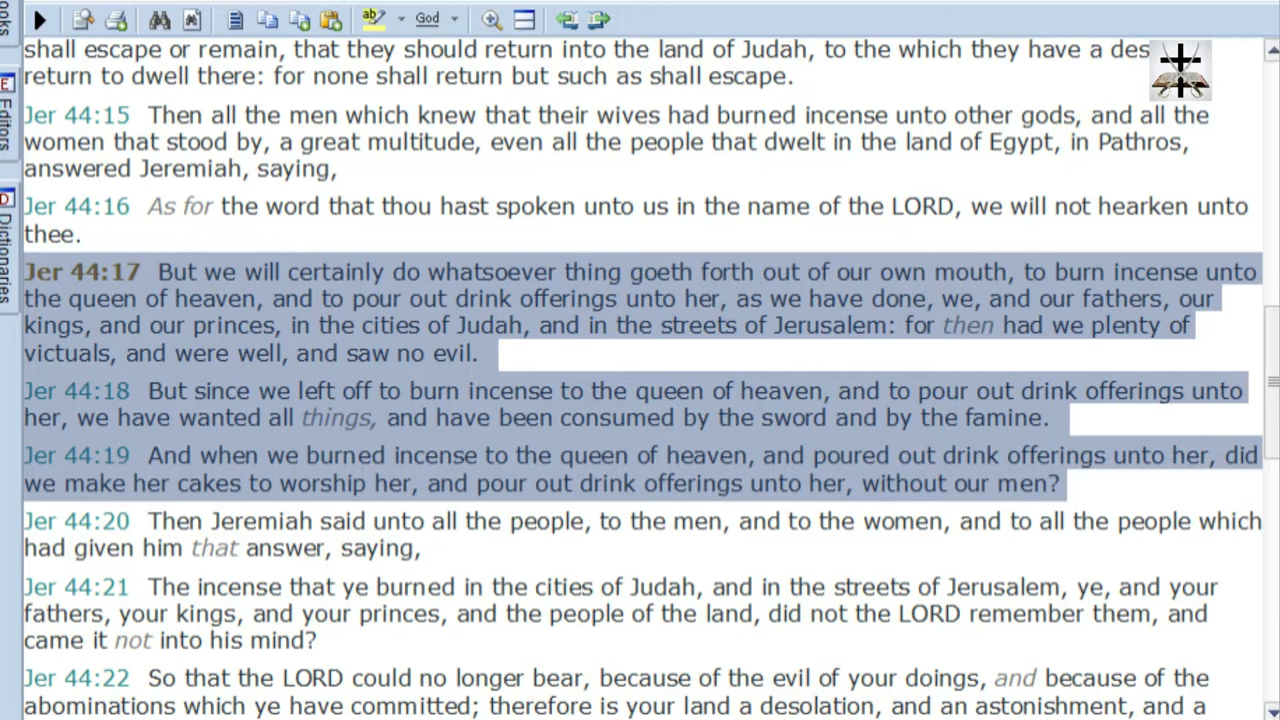 ab God
shall escape or remain, that they should return into the land of Judah, to the which they have a des
return to dwell there: for none shall return but such as shall escape.
Jer 44:15 Then all the men which knew that their wives had burned incense unto other gods, and all the
women that stood by, a great multitude, even all the people that dwelt in the land of Egypt, in Pathros,
answered Jeremiah, saying,
Jer 44:16 As for the word that thou hast spoken unto us in the name of the LORD, we will not hearken unto
thee.
Jer 44:17 But we will certainly do whatsoever thing goeth forth out of our own mouth, to burn incense unto
the queen of heaven, and to pour out drink offerings unto her, as we have done, we, and our fathers, our
kings, and our princes, in the cities of Judah, and in the streets of Jerusalem: for then had we plenty of
victuals, and were well, and saw no evil.
Jer 44:18 But since we left off to burn incense to the queen of heaven, and to pour out drink offerings unto
her, we have wanted all things, and have been consumed by the sword and by the famine.
Jer 44:19 And when we burned incense to the queen of heaven, and poured out drink offerings unto her, did
we make her cakes to worship her, and pour out drink offerings unto her, without our men?
Jer 44:20 Then Jeremiah said unto all the people, to the men, and to the women, and to all the people which
had given him that answer, saying,
Jer 44:21 The incense that ye burned in the cities of Judah, and in the streets of Jerusalem, ye, and your
fathers, your kings, and your princes, and the people of the land, did not the LORD remember them, and
came it not into his mind?
Jer 44:22 So that the LORD could no longer bear, because of the evil of your doings, and because of the
abominations which ye have committed; therefore is your land a desolation, and an astonishment, and a
E Editors
D Dictionaries